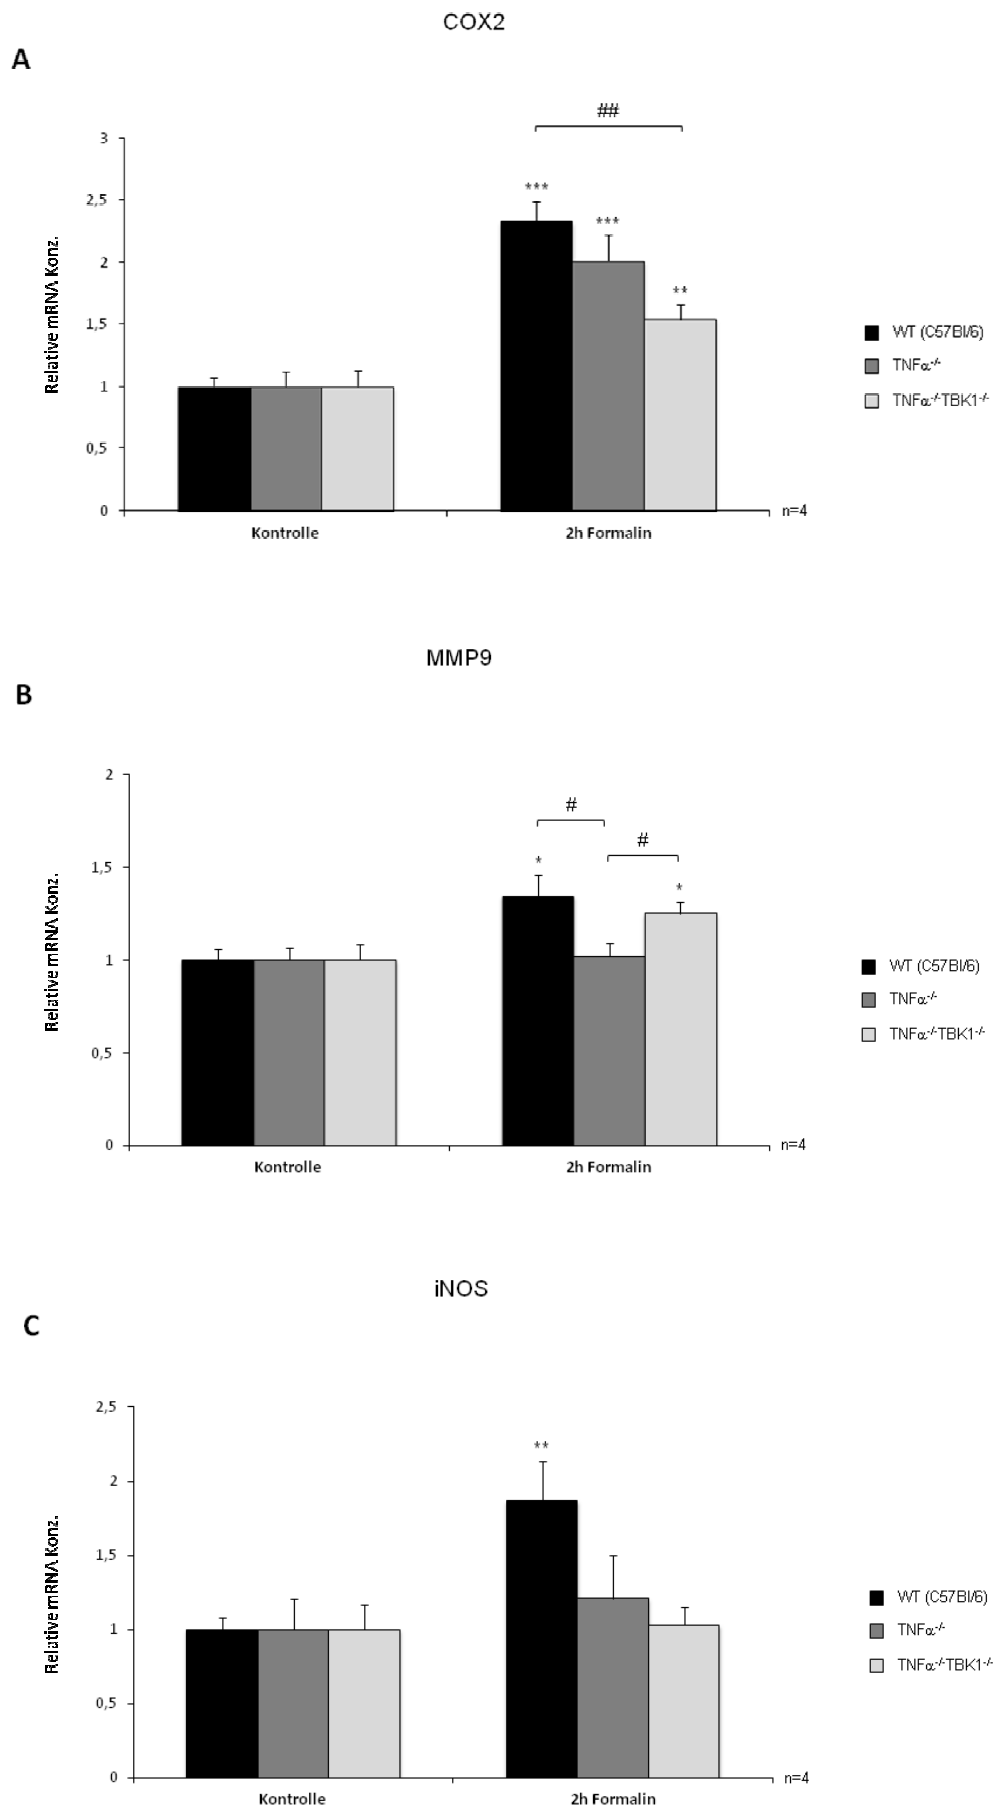 COX2
A
##
3
2,5
2
1,5
1
0,5
0
Relative mRNA Konz.
***
***
**
WT (C57Bl/6)
TNFα-/-
TNFα-/-TBK1-/-
Kontrolle
2h Formalin
n=4
MMP9
B
2
1,5
1
0,5
0
Relative mRNA Konz.
#
#
*
*
WT (C57Bl/6)
TNFα-/-
TNFα-/-TBK1-/-
Kontrolle
2h Formalin
n=4
iNOS
C
2,5
2
1,5
1
0,5
0
Relative mRNA Konz.
**
WT (C57Bl/6)
TNFα-/-
TNFα-/-TBK1-/-
Kontrolle
2h Formalin
n=4